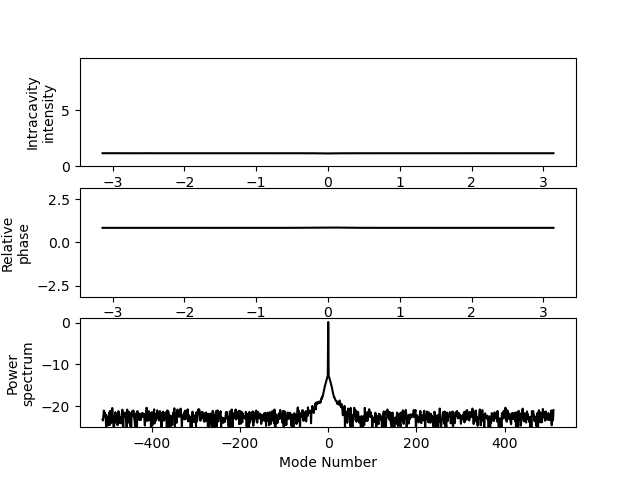 Intracavity
intensity
5
0
−3 −2 −1 0 1 2 3
Relative
phase
2.5
0.0
−2.5
−3 −2 −1 0 1 2 3
Power
spectrum
0
−10
−20
−400 −200 0 200 400
Mode Number